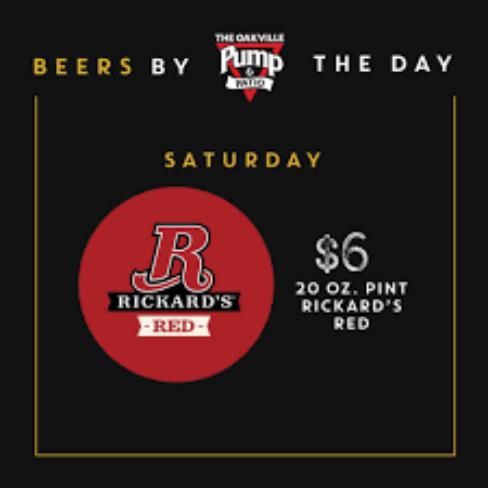 THE OAKVILLE
BEERS BY Pump THE DAY
& PATIO
SATURDAY
R
RICKARD'S
- RED -
$6
20 OZ. PINT
RICKARD'S
RED